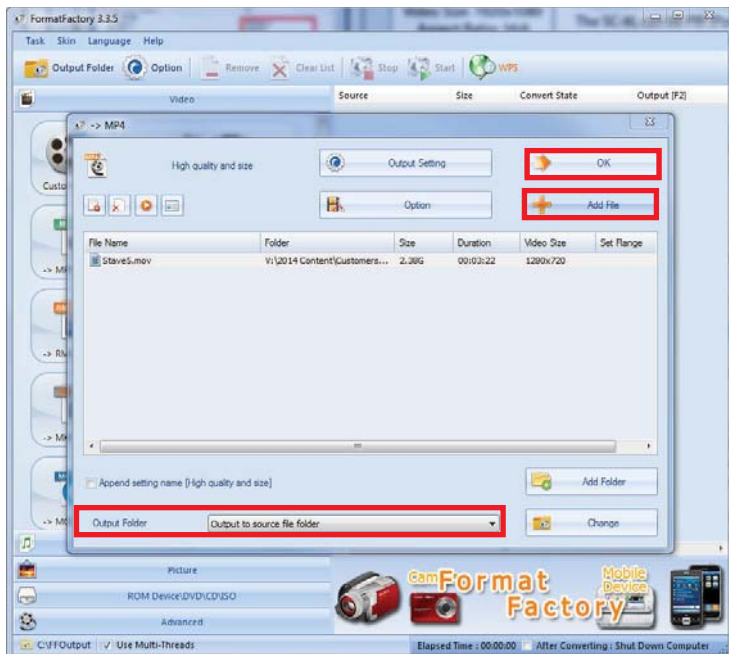 FormatFactory 3.3.5
Task Skin Language Help
Output Folder Option Remove Clear List Stop Start WPS
Video Source Size Convert State Output [F2]
-> MP4
High quality and size Output Setting OK
Option Add File
Custo
File Name Folder Size Duration Video Size Set Range
Stave5.mov V:\2014 Content\Customers... 2.38G 00:03:22 1280x720
-> RM
Append setting name [High quality and size] Add Folder
Output Folder Output to source file folder Change
Picture
ROM Device\DVD\CD\ISO
Advanced
Cam Format Factory Mobile Device
C:\FFOutput Use Multi-Threads Elapsed Time : 00:00:00 After Converting : Shut Down Computer